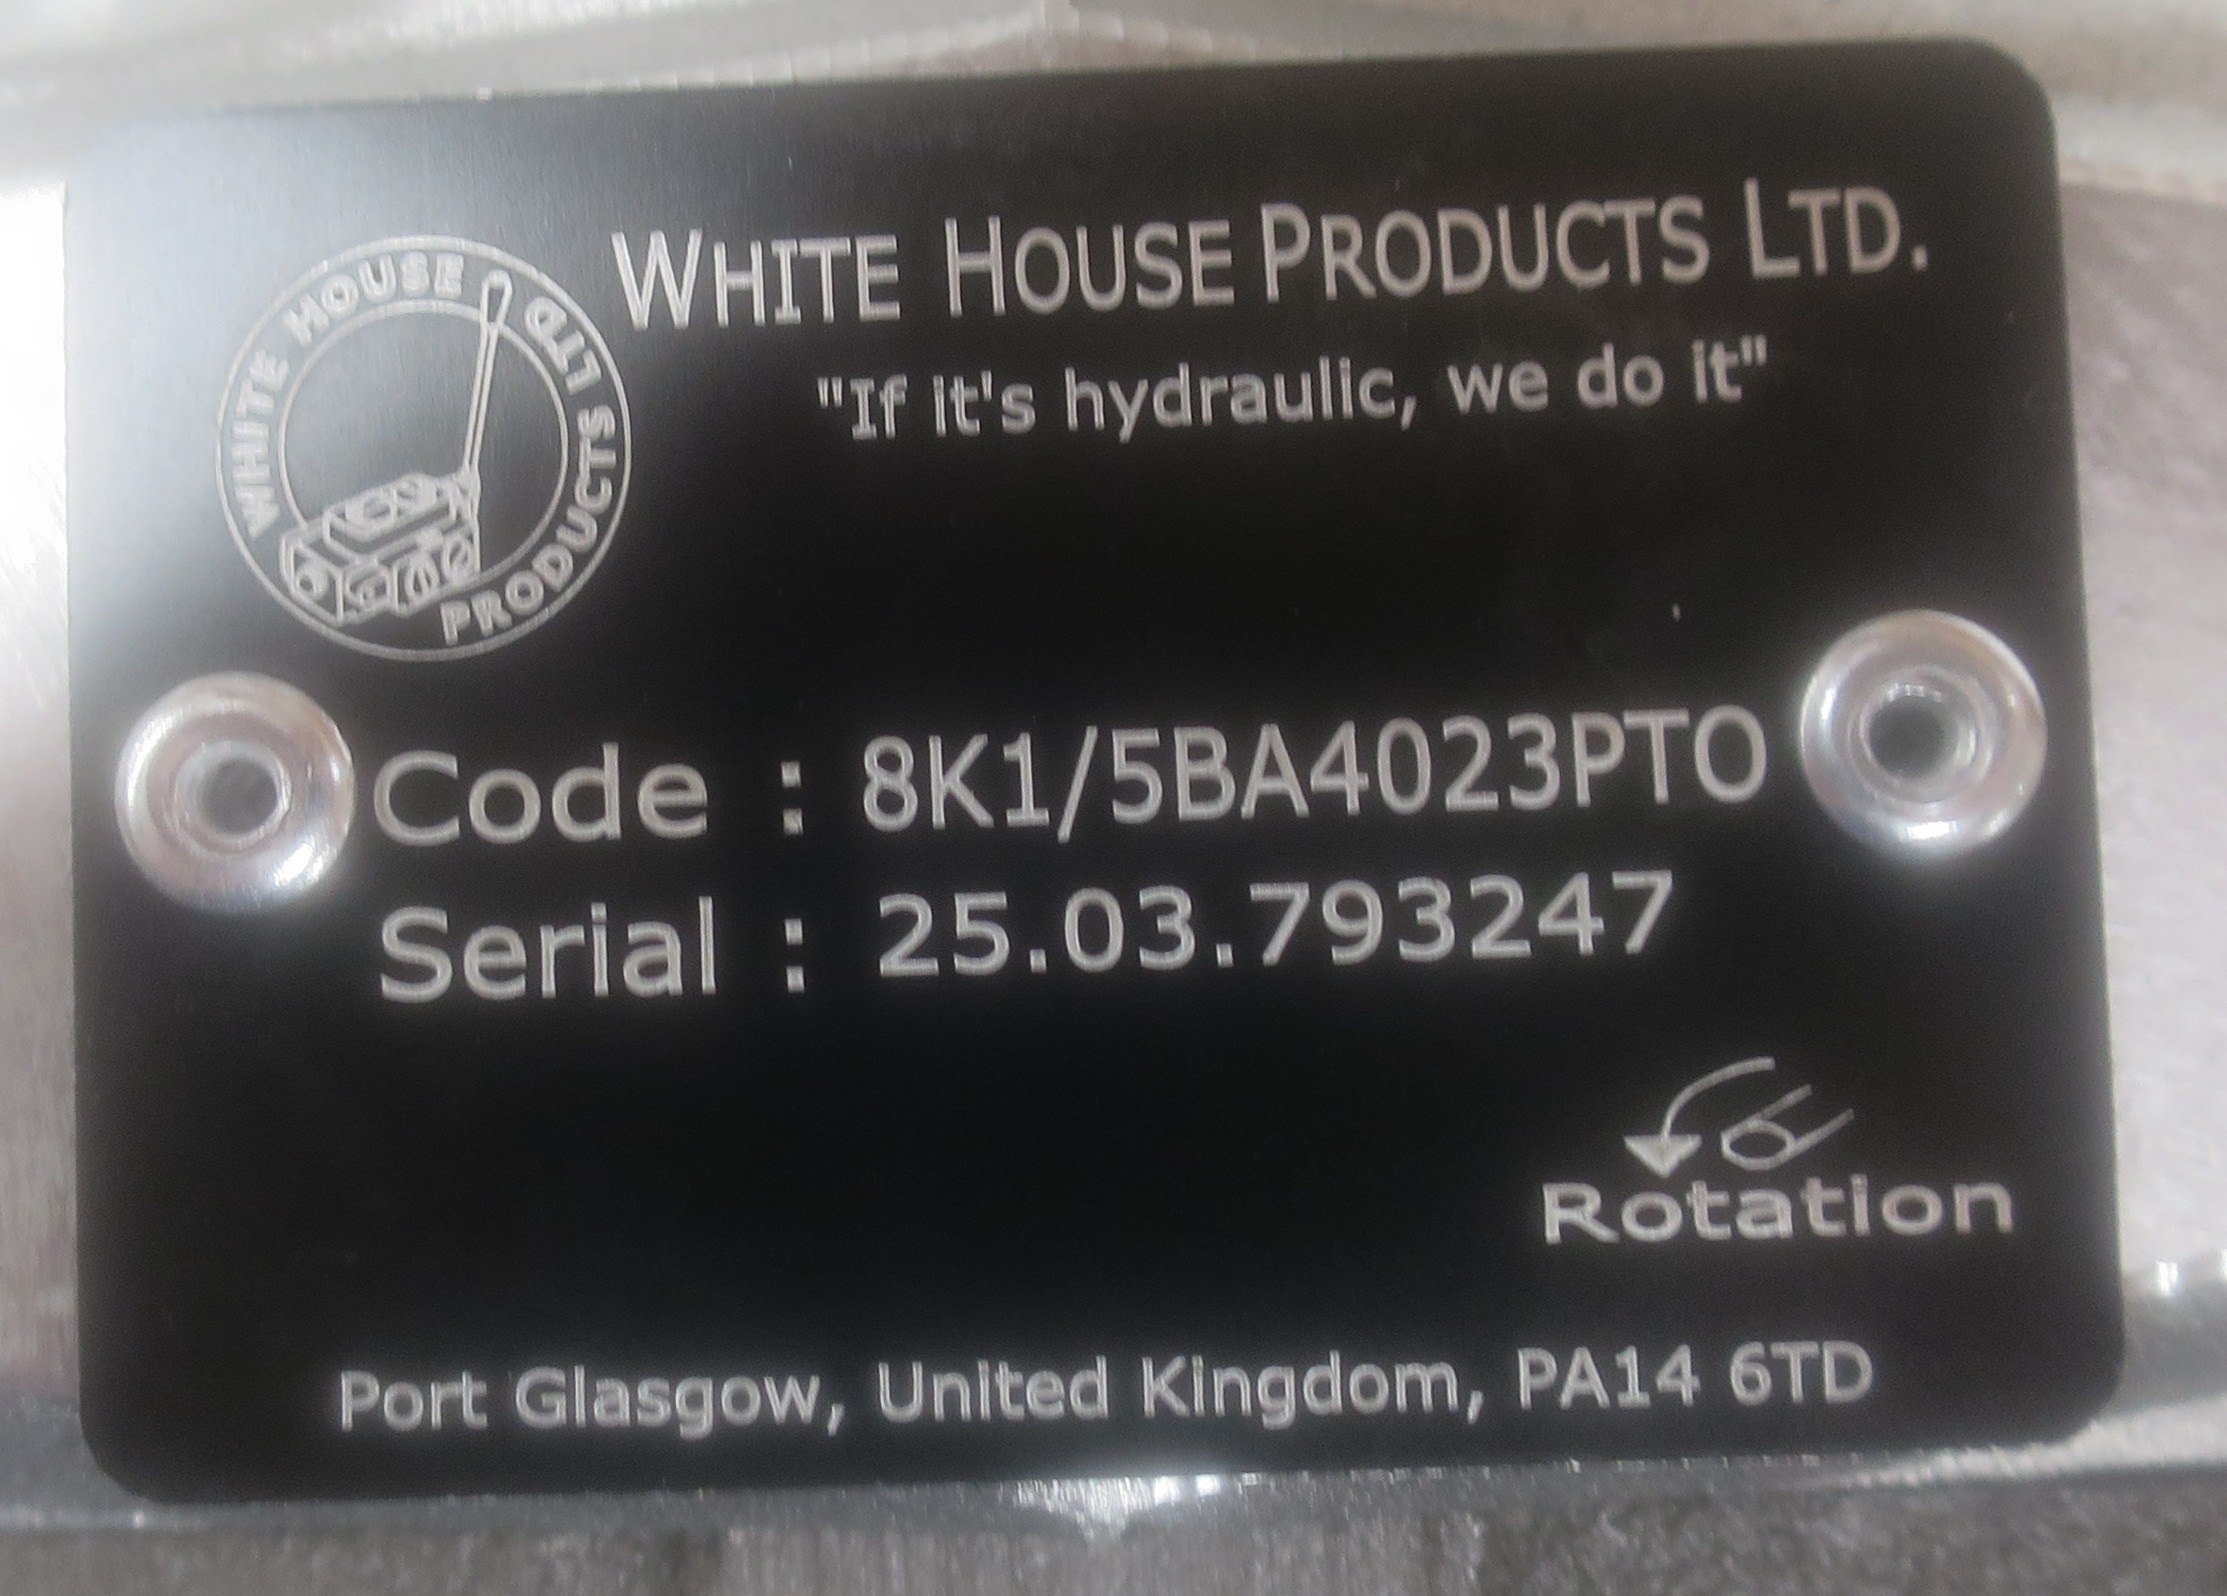 WHITE HOUSE PRODUCTS LTD
WHITE HOUSE PRODUCTS LTD.
"If it's hydraulic, we do it"
Code : 8K1/5BA4023PTO
Serial : 25.03.793247
Rotation
Port Glasgow, United Kingdom, PA14 6TD